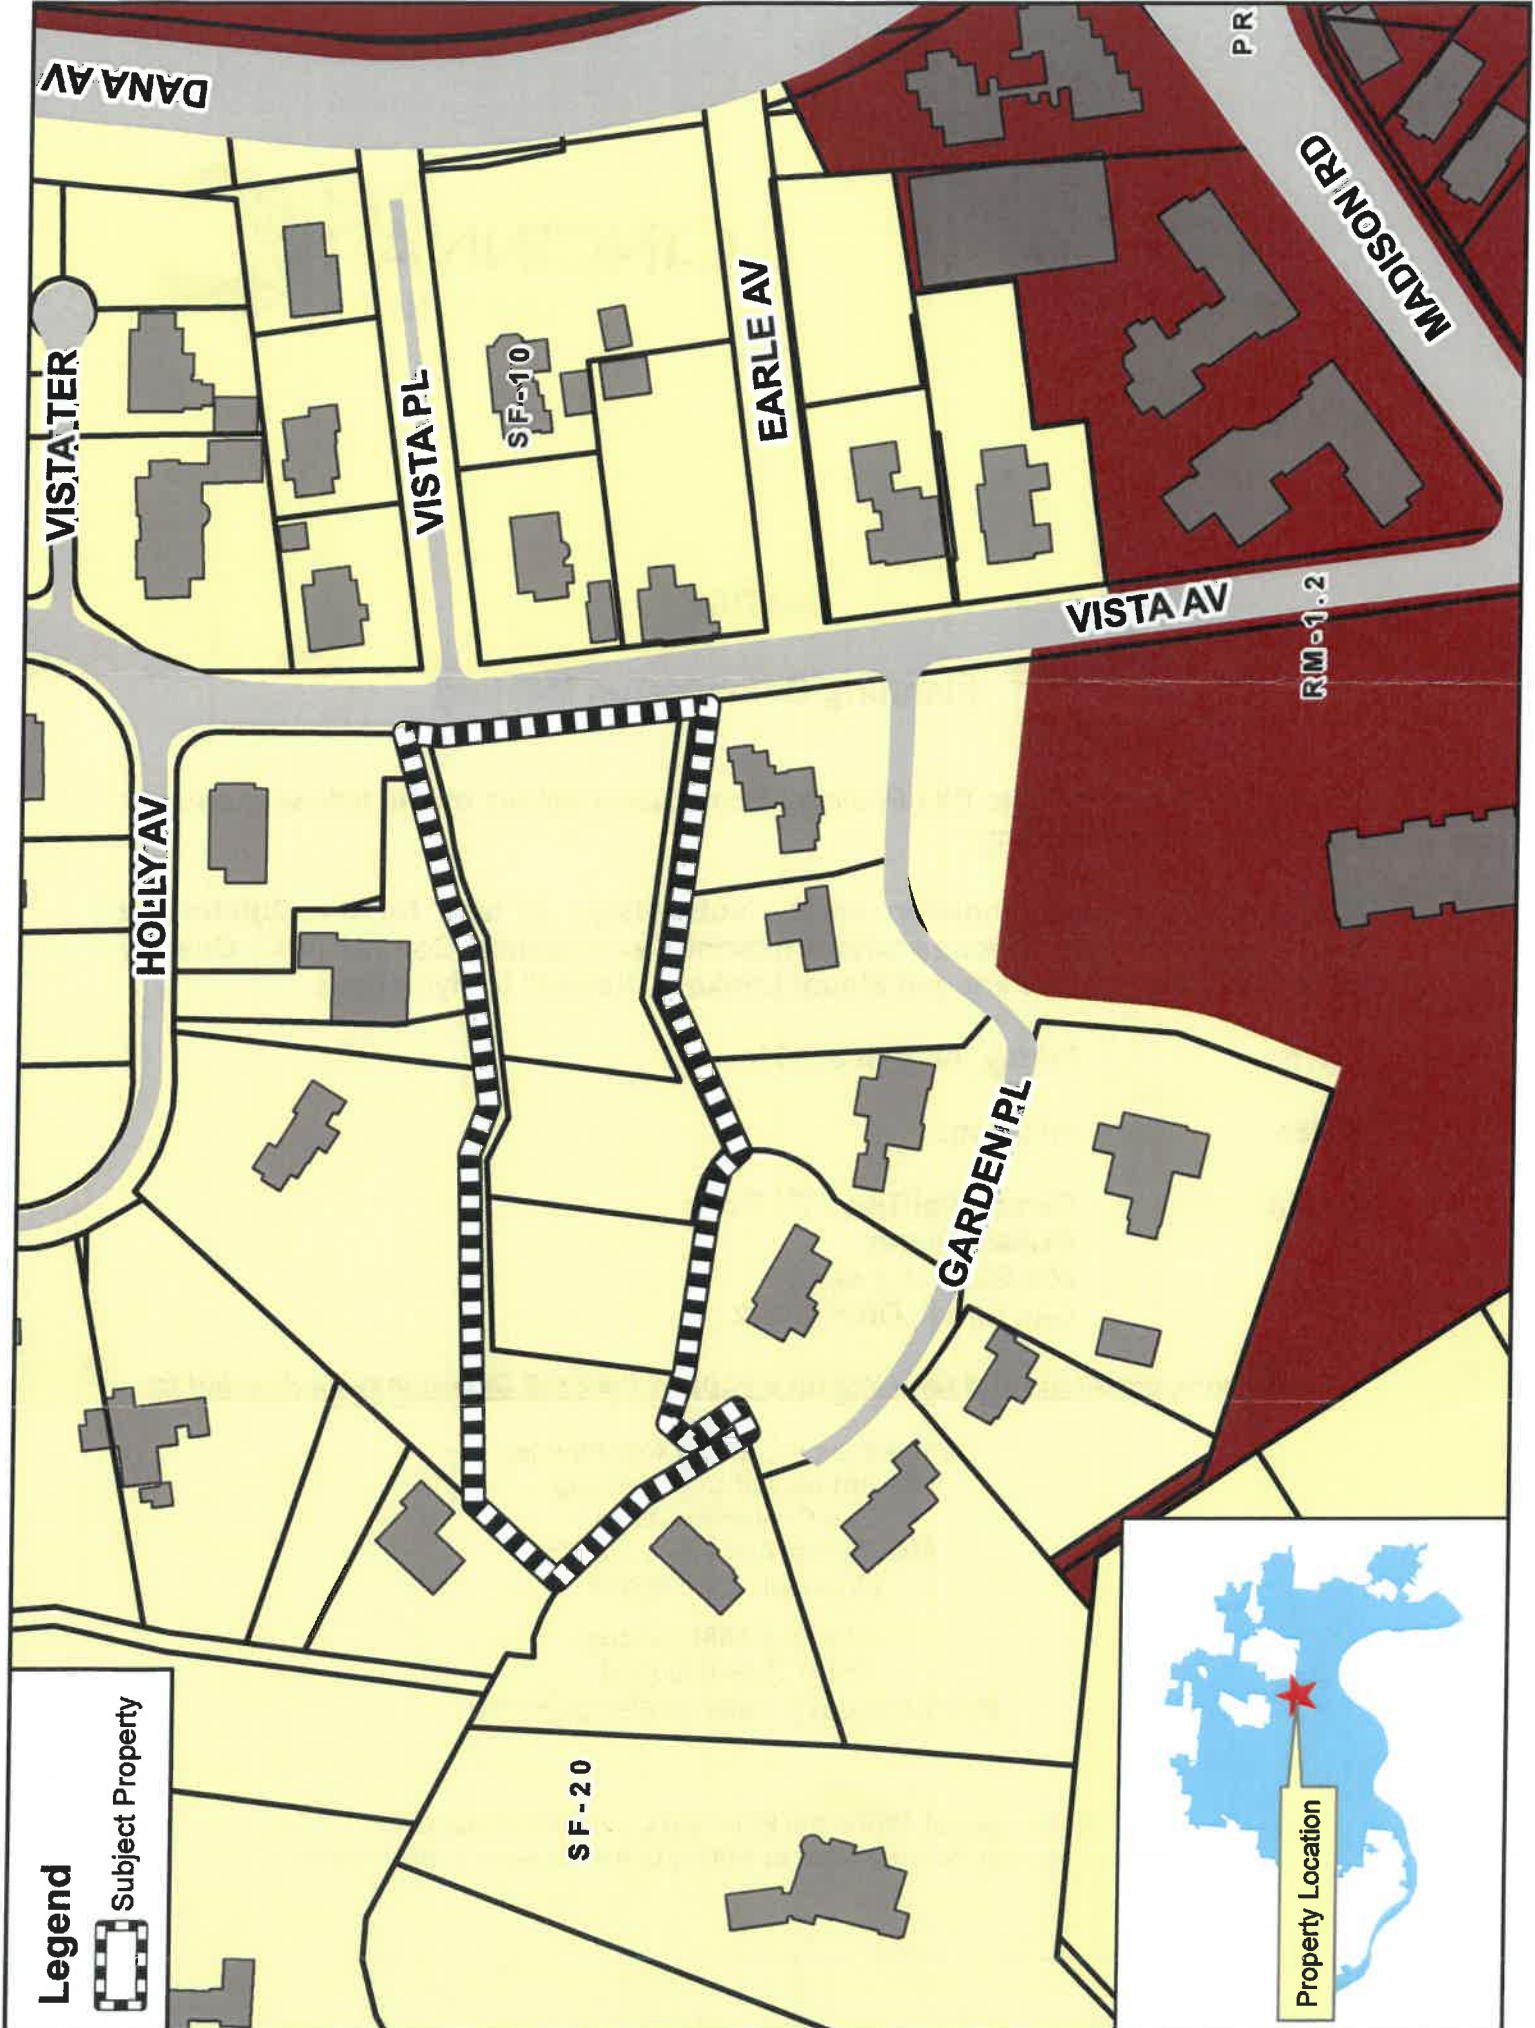 Legend
Subject Property
HOLLY AV
VISTA TER
DANA AV
VISTA PL
SF-10
SF-20
EARLE AV
GARDEN PL
VISTA AV
RM-1.2
MADISON RD
PR
Property Location